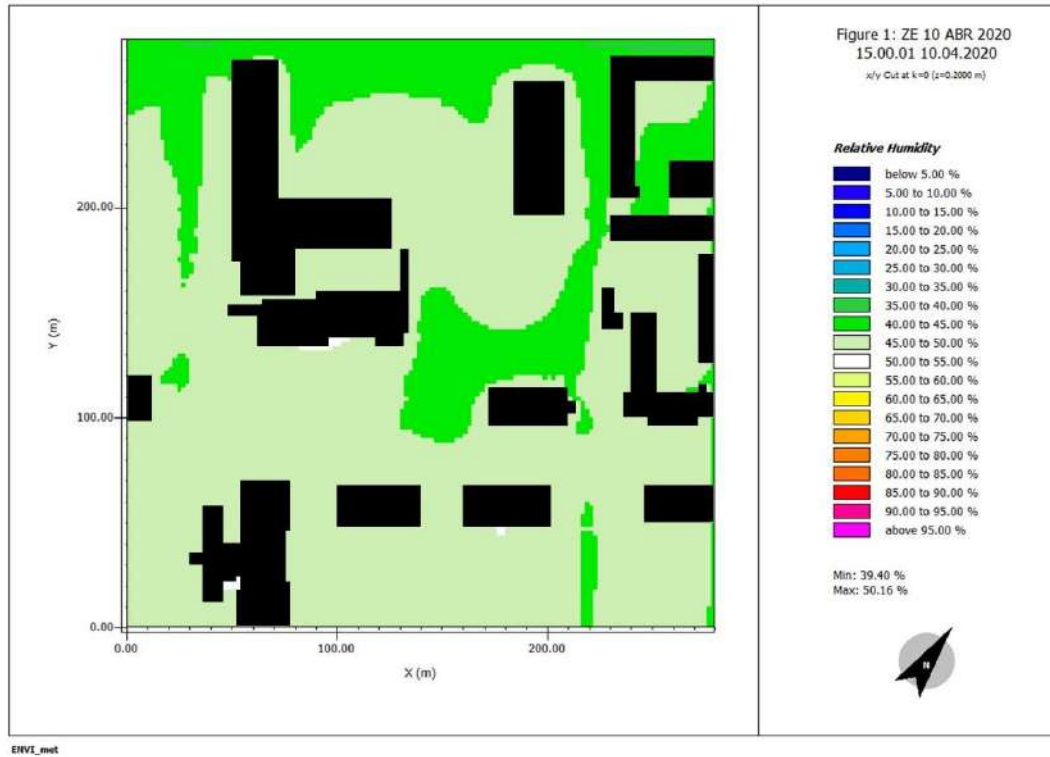 Figure 1: ZE 10 ABR 2020
15.00.01 10.04.2020
x/y Cut at k=0 (z=0.2000 m)
Relative Humidity
below 5.00 %
5.00 to 10.00 %
10.00 to 15.00 %
15.00 to 20.00 %
20.00 to 25.00 %
25.00 to 30.00 %
30.00 to 35.00 %
35.00 to 40.00 %
40.00 to 45.00 %
45.00 to 50.00 %
50.00 to 55.00 %
55.00 to 60.00 %
60.00 to 65.00 %
65.00 to 70.00 %
70.00 to 75.00 %
75.00 to 80.00 %
80.00 to 85.00 %
85.00 to 90.00 %
90.00 to 95.00 %
above 95.00 %
Min: 39.40 %
Max: 50.16 %
N
200.00
Y (m)
100.00
0.00
0.00 100.00 200.00
X (m)
ENVI_met